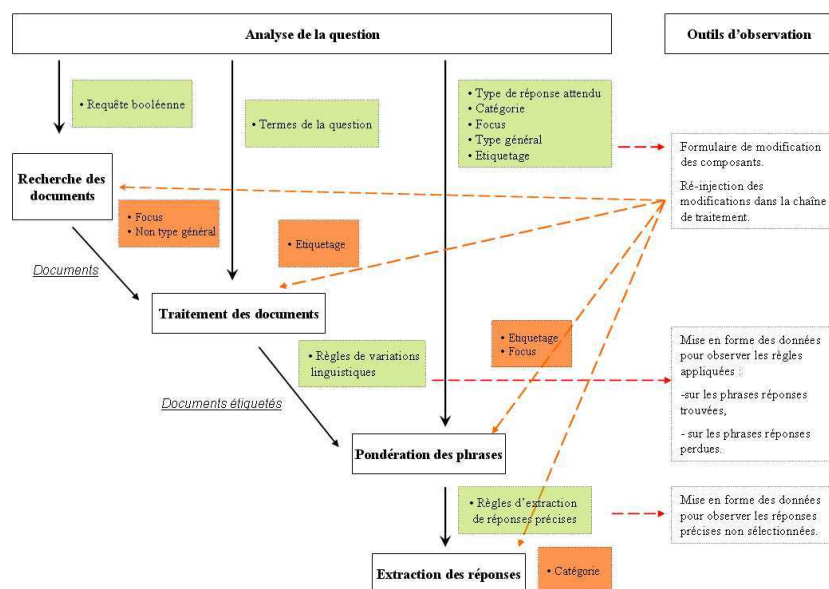 Analyse de la question
Outils d'observation
• Requête booléenne
• Termes de la question
• Type de réponse attendu
• Catégorie
• Focus
• Type général
• Etiquetage
Formulaire de modification
des composants.
Ré-injection des
modifications dans la chaîne
de traitement.
Recherche des
documents
• Focus
• Non type général
• Etiquetage
Documents
Traitement des documents
• Etiquetage
• Focus
• Règles de variations
linguistiques
Mise en forme des données
pour observer les règles
appliquées :
-sur les phrases réponses
trouvées,
- sur les phrases réponses
perdues.
Documents étiquetés
Pondération des phrases
• Règles d'extraction
de réponses précises
Mise en forme des données
pour observer les réponses
précises non sélectionnées.
Extraction des réponses
• Catégorie